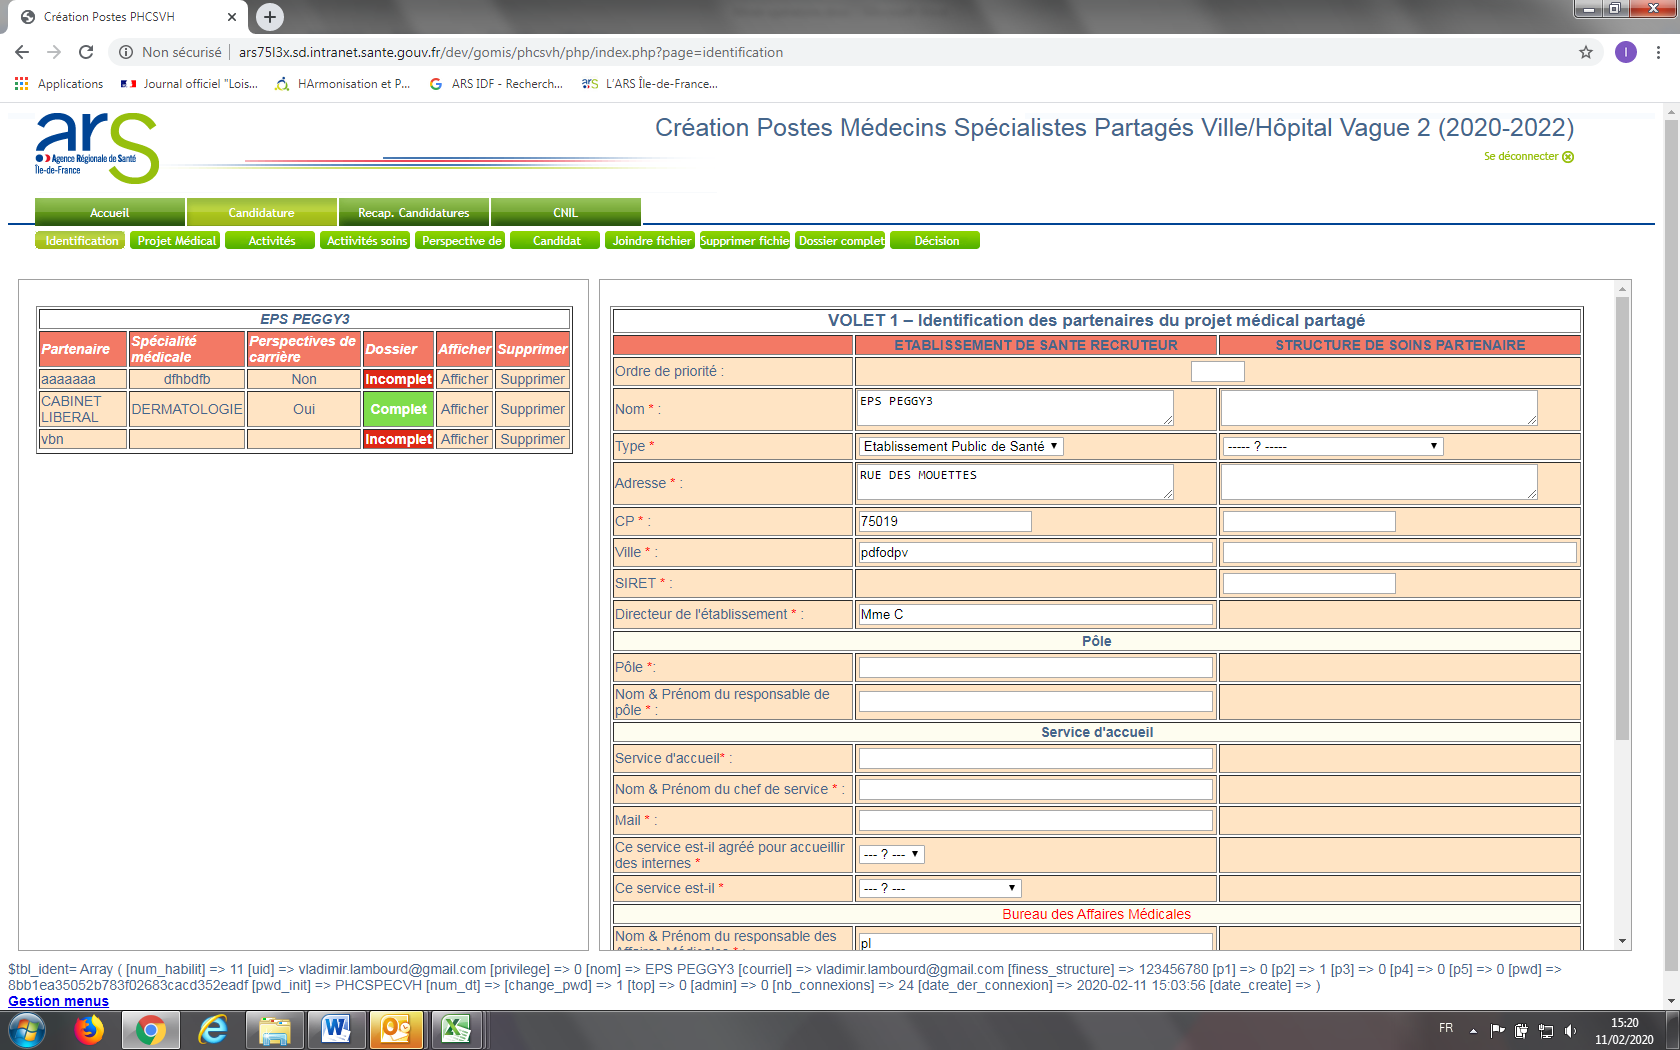 Création Postes PHCSVH
Non sécurisé | ars75l3x.sd.intranet.sante.gouv.fr/dev/gomis/phcsvh/php/index.php?page=identification
I
Applications Journal officiel "Lois... HArmonisation et P... ARS IDF - Recherch... L'ARS Île-de-France...
ars
Agence Régionale de Santé
Île-de-France
Création Postes Médecins Spécialistes Partagés Ville/Hôpital Vague 2 (2020-2022)
Se déconnecter
Accueil Candidature Recap. Candidatures CNIL
Identification Projet Médical Activités Actiivités soins Perspective de Candidat Joindre fichier Supprimer fichie Dossier complet Décision
EPS PEGGY3
Partenaire Spécialité médicale Perspectives de carrière Dossier Afficher Supprimer
aaaaaaa dfhbdfb Non Incomplet Afficher Supprimer
CABINET LIBERAL DERMATOLOGIE Oui Complet Afficher Supprimer
vbn Incomplet Afficher Supprimer
VOLET 1 – Identification des partenaires du projet médical partagé
ETABLISSEMENT DE SANTE RECRUTEUR STRUCTURE DE SOINS PARTENAIRE
Ordre de priorité :
Nom * : EPS PEGGY3
Type * Etablissement Public de Santé ----- ? -----
Adresse * : RUE DES MOUETTES
CP * : 75019
Ville * : pdfodpv
SIRET * :
Directeur de l'établissement * : Mme C
Pôle
Pôle *:
Nom & Prénom du responsable de
pôle * :
Service d'accueil
Service d'accueil* :
Nom & Prénom du chef de service * :
Mail * :
Ce service est-il agréé pour accueillir
des internes * --- ? ---
Ce service est-il * --- ? ---
Bureau des Affaires Médicales
Nom & Prénom du responsable des
Affaires Médicales * : pl
$tbl_ident= Array ( [num_habilit] => 11 [uid] => vladimir.lambourd@gmail.com [privilege] => 0 [nom] => EPS PEGGY3 [courriel] => vladimir.lambourd@gmail.com [finess_structure] => 123456780 [p1] => 0 [p2] => 1 [p3] => 0 [p4] => 0 [p5] => 0 [pwd] =>
8bb1ea35052b783f02683cacd352eadf [pwd_init] => PHCSPECVH [num_dt] => [change_pwd] => 1 [top] => 0 [admin] => 0 [nb_connexions] => 24 [date_der_connexion] => 2020-02-11 15:03:56 [date_create] => )
Gestion menus
FR
15:20
11/02/2020